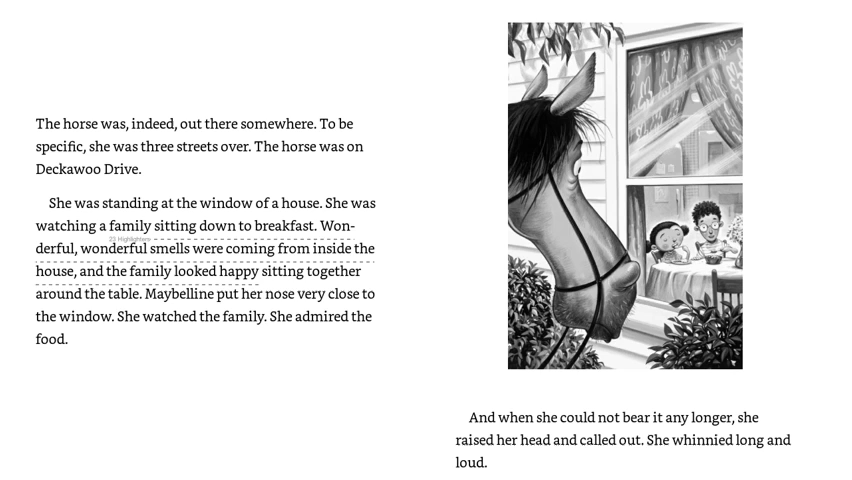 The horse was, indeed, out there somewhere. To be
specific, she was three streets over. The horse was on
Deckawoo Drive.
She was standing at the window of a house. She was
watching a family sitting down to breakfast. Won-
derful, wonderful smells were coming from inside the
house, and the family looked happy sitting together
around the table. Maybelline put her nose very close to
the window. She watched the family. She admired the
food.
And when she could not bear it any longer, she
raised her head and called out. She whinnied long and
loud.